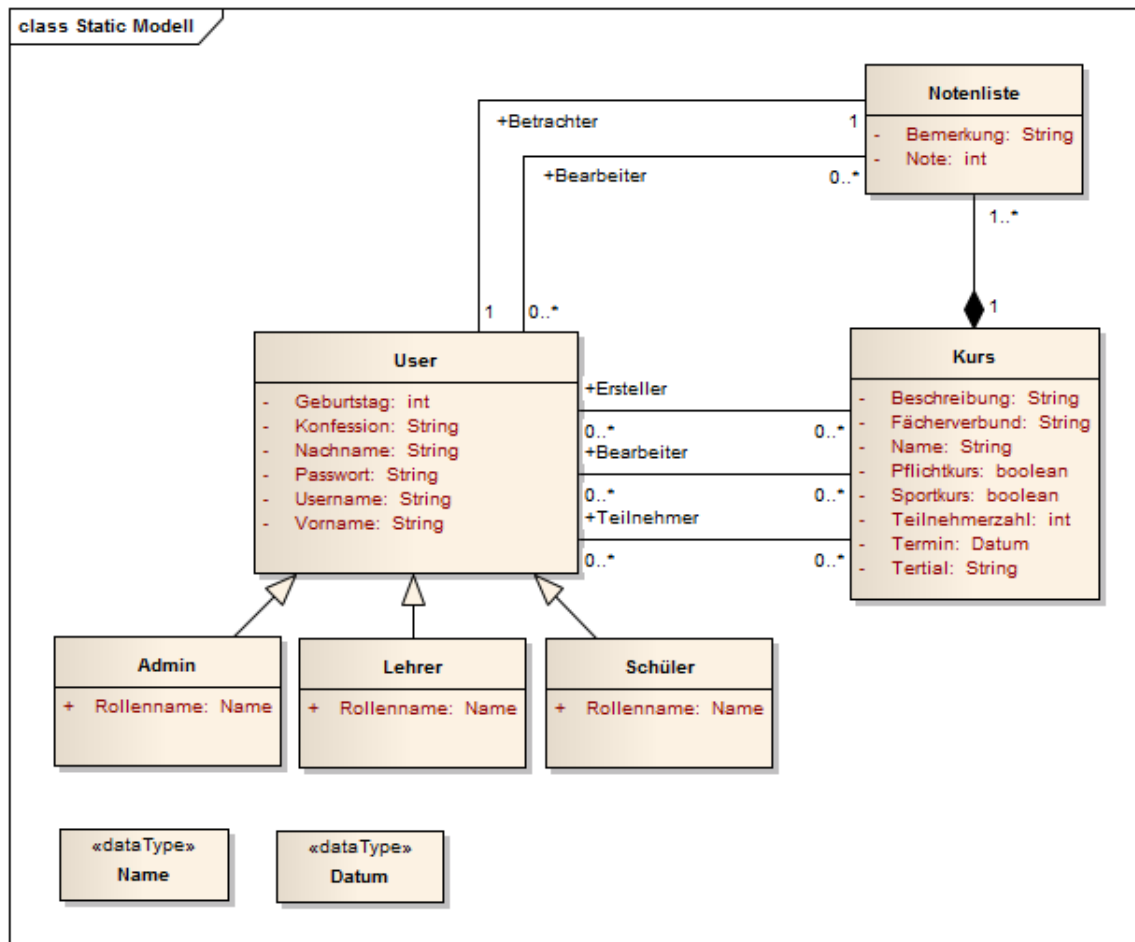 class Static Modell
Notenliste
- Bemerkung: String
- Note: int
+Betrachter
1
+Bearbeiter
0..*
1..*
1
0..*
1
User
- Geburtstag: int
- Konfession: String
- Nachname: String
- Passwort: String
- Username: String
- Vorname: String
+Ersteller
0..*
0..*
+Bearbeiter
0..*
0..*
+Teilnehmer
0..*
0..*
Kurs
- Beschreibung: String
- Fächerverbund: String
- Name: String
- Pflichtkurs: boolean
- Sportkurs: boolean
- Teilnehmerzahl: int
- Termin: Datum
- Tertial: String
Admin
+ Rollenname: Name
Lehrer
+ Rollenname: Name
Schüler
+ Rollenname: Name
«dataType»
Name
«dataType»
Datum